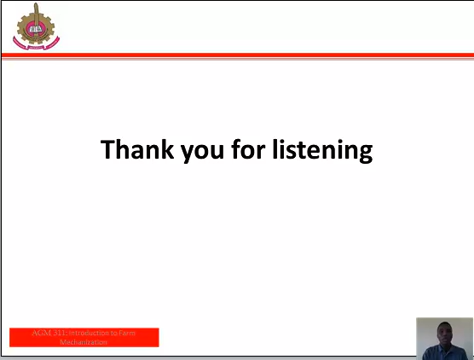 Thank you for listening
AGM 311: Introduction to Farm
Mechanization